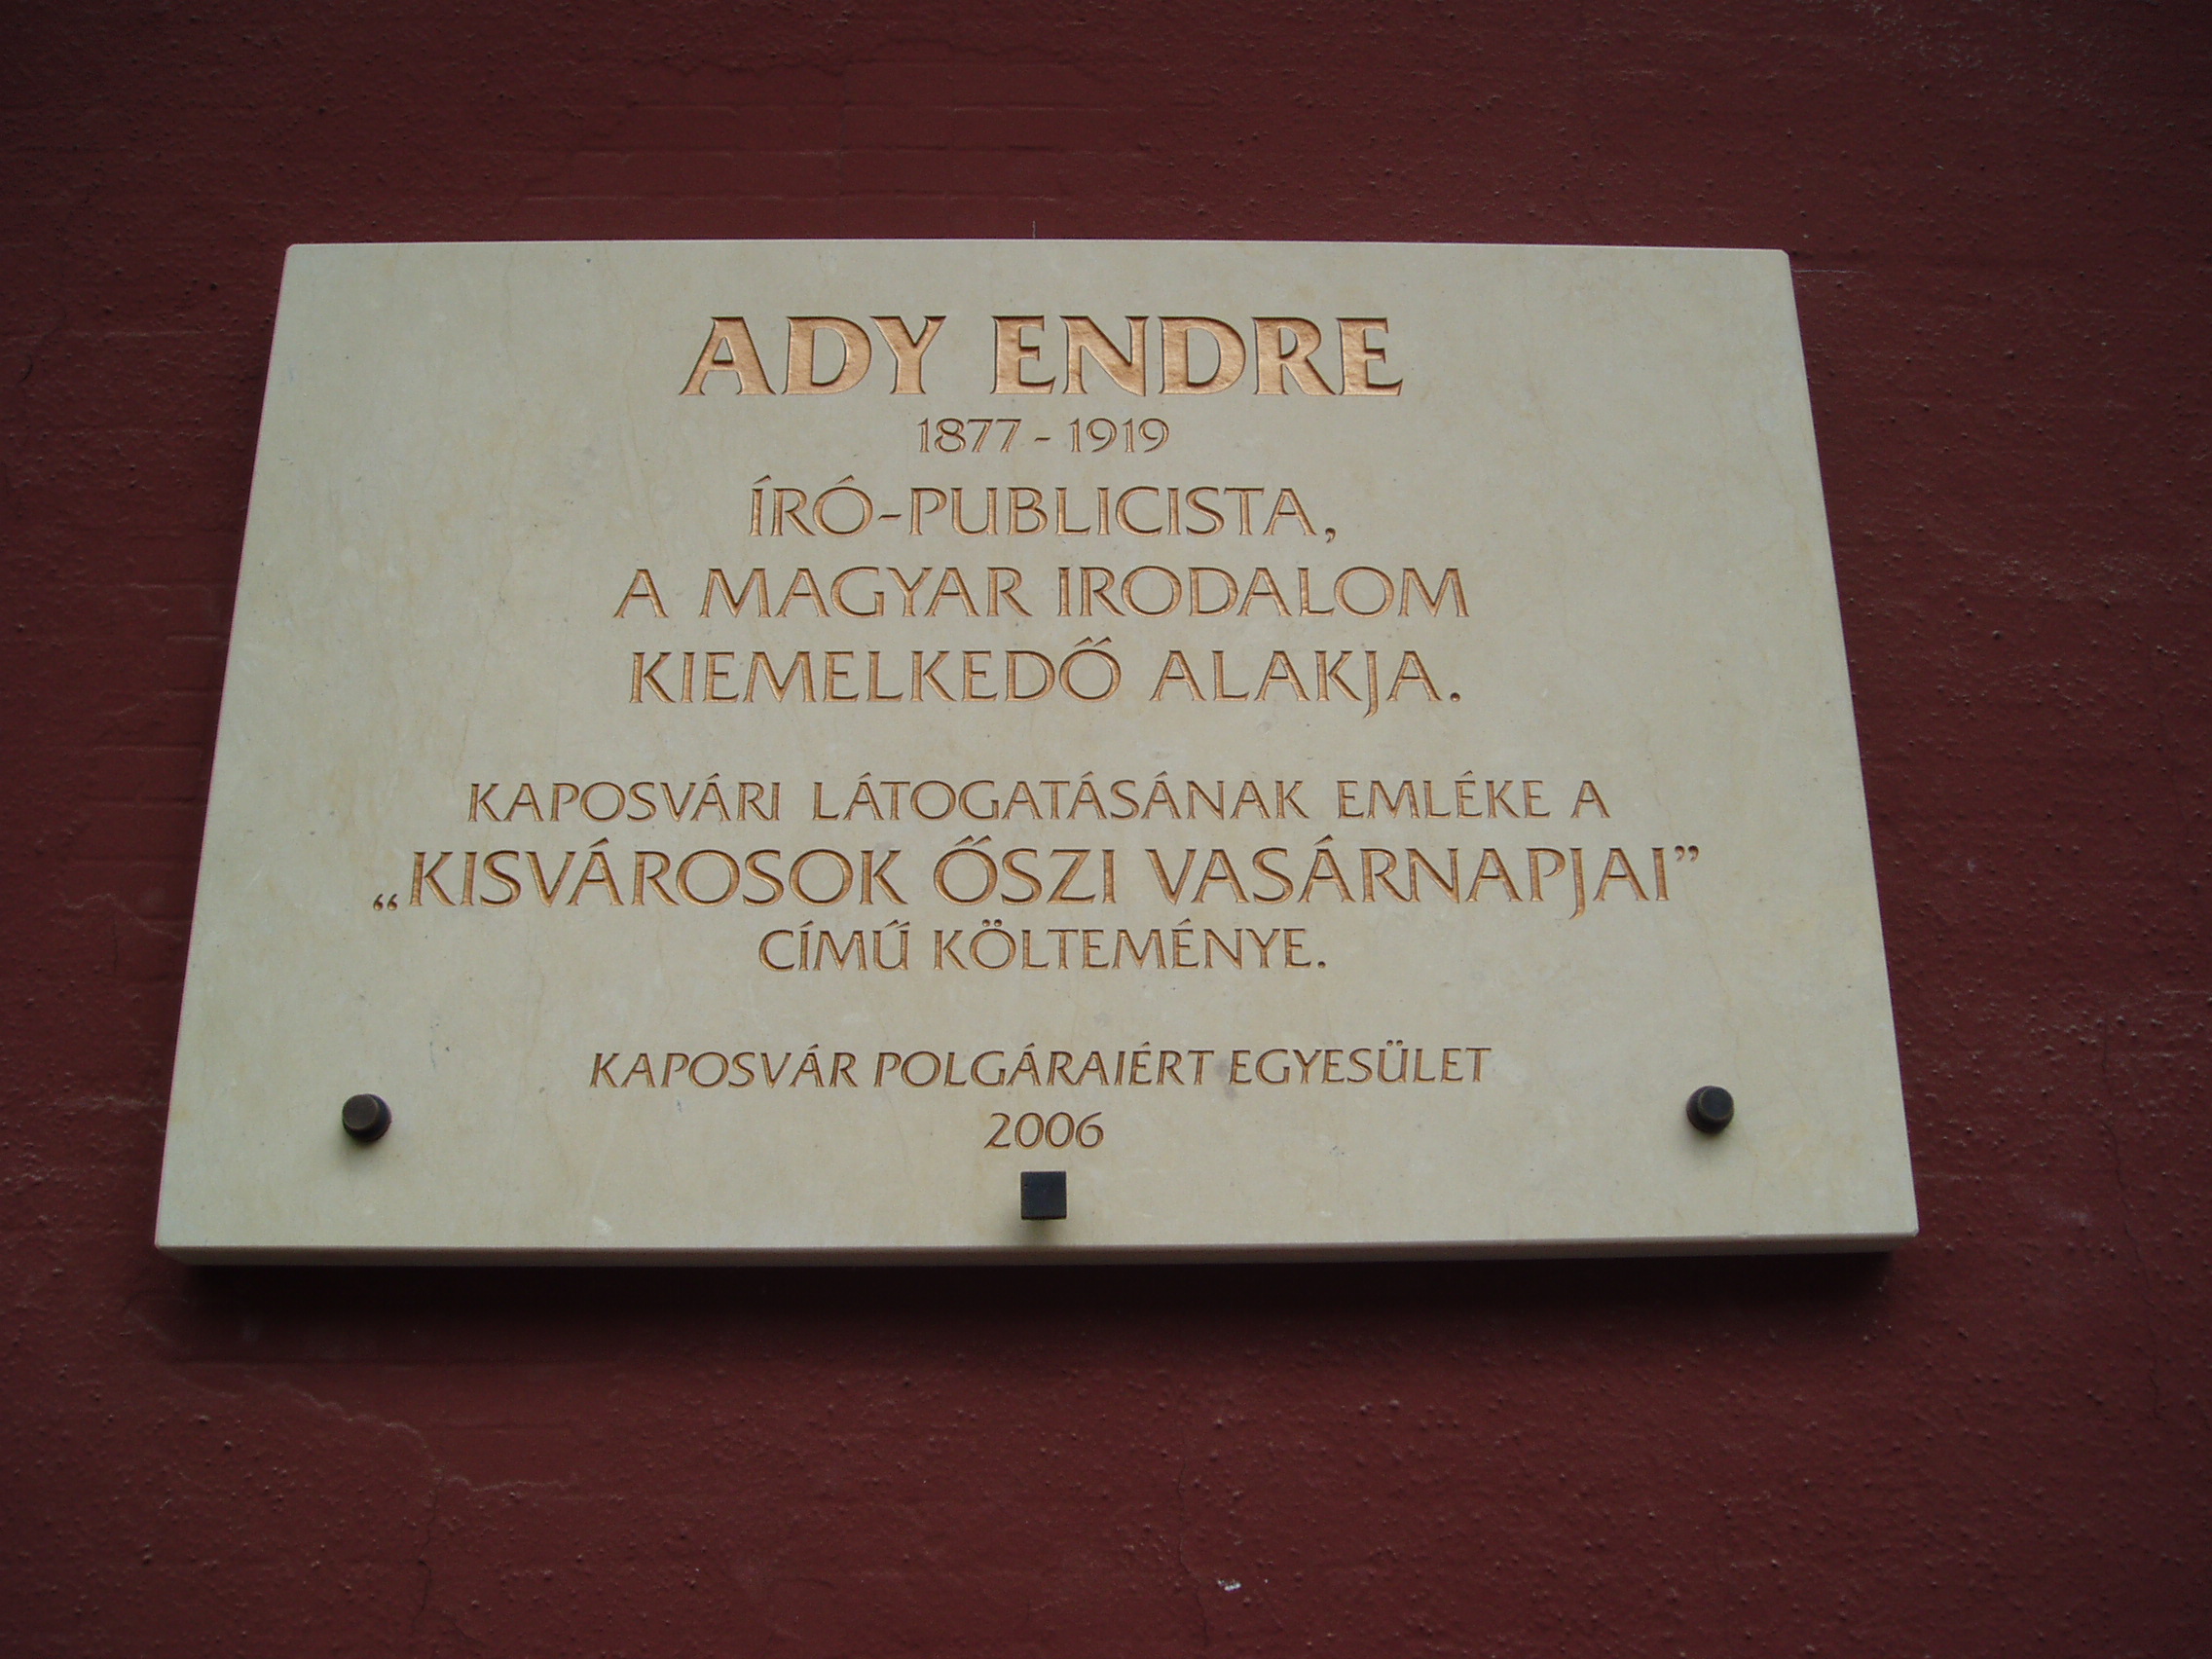 ADY ENDRE
1877 - 1919
ÍRÓ-PUBLICISTA,
A MAGYAR IRODALOM
KIEMELKEDŐ ALAKJA.
KAPOSVÁRI LÁTOGATÁSÁNAK EMLÉKE A
„KISVÁROSOK ŐSZI VASÁRNAPJAI”
CÍMŰ KÖLTEMÉNYE.
KAPOSVÁR POLGÁRAIÉRT EGYESÜLET
2006